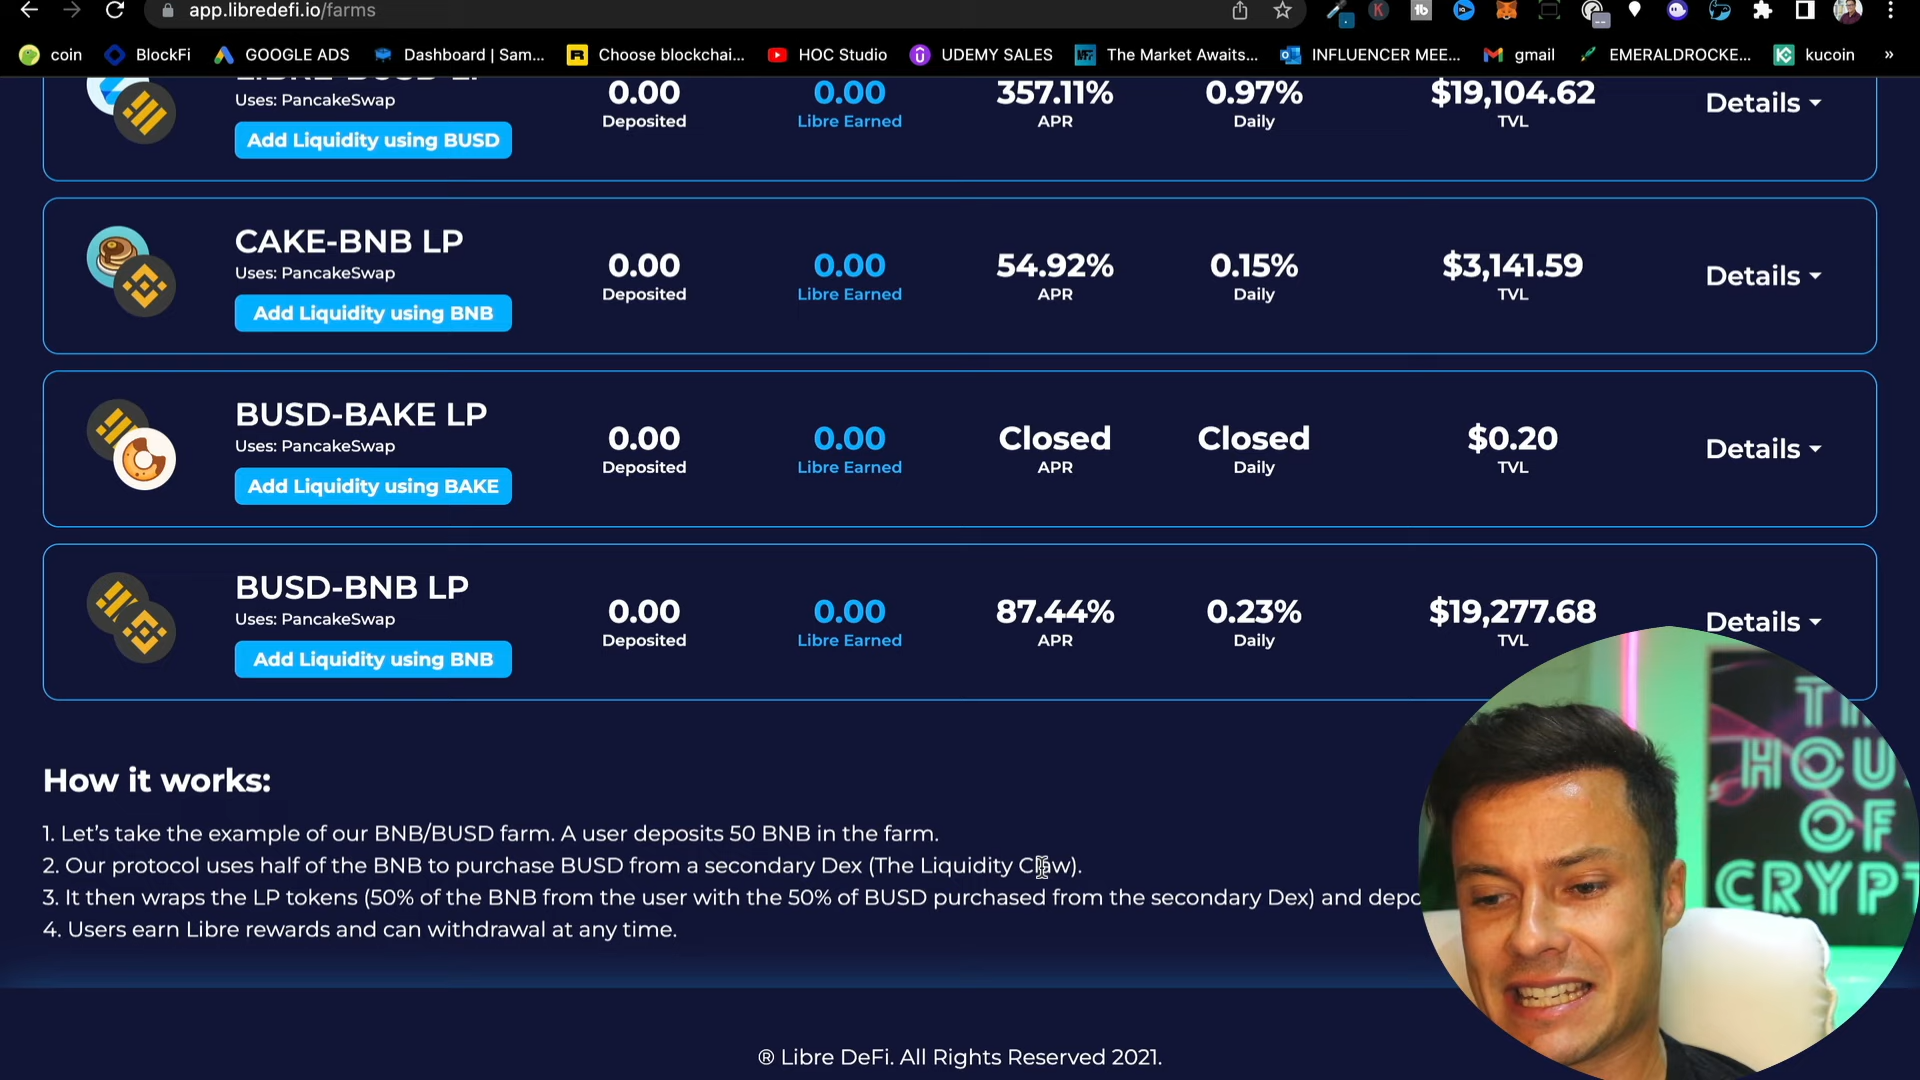 app.libredefi.io/farms
coin BlockFi GOOGLE ADS Dashboard | Sam... Choose blockchai... HOC Studio UDEMY SALES The Market Awaits... INFLUENCER MEE... gmail EMERALDROCKE... kucoin »
LIBRE-BUSD LP
Uses: PancakeSwap
Add Liquidity using BUSD
0.00
Deposited
0.00
Libre Earned
357.11%
APR
0.97%
Daily
$19,104.62
TVL
Details
CAKE-BNB LP
Uses: PancakeSwap
Add Liquidity using BNB
0.00
Deposited
0.00
Libre Earned
54.92%
APR
0.15%
Daily
$3,141.59
TVL
Details
BUSD-BAKE LP
Uses: PancakeSwap
Add Liquidity using BAKE
0.00
Deposited
0.00
Libre Earned
Closed
APR
Closed
Daily
$0.20
TVL
Details
BUSD-BNB LP
Uses: PancakeSwap
Add Liquidity using BNB
0.00
Deposited
0.00
Libre Earned
87.44%
APR
0.23%
Daily
$19,277.68
TVL
Details
How it works:
1. Let's take the example of our BNB/BUSD farm. A user deposits 50 BNB in the farm.
2. Our protocol uses half of the BNB to purchase BUSD from a secondary Dex (The Liquidity Claw).
3. It then wraps the LP tokens (50% of the BNB from the user with the 50% of BUSD purchased from the secondary Dex) and depo
4. Users earn Libre rewards and can withdrawal at any time.
® Libre DeFi. All Rights Reserved 2021.
TH
HOU
OF
CRYPT